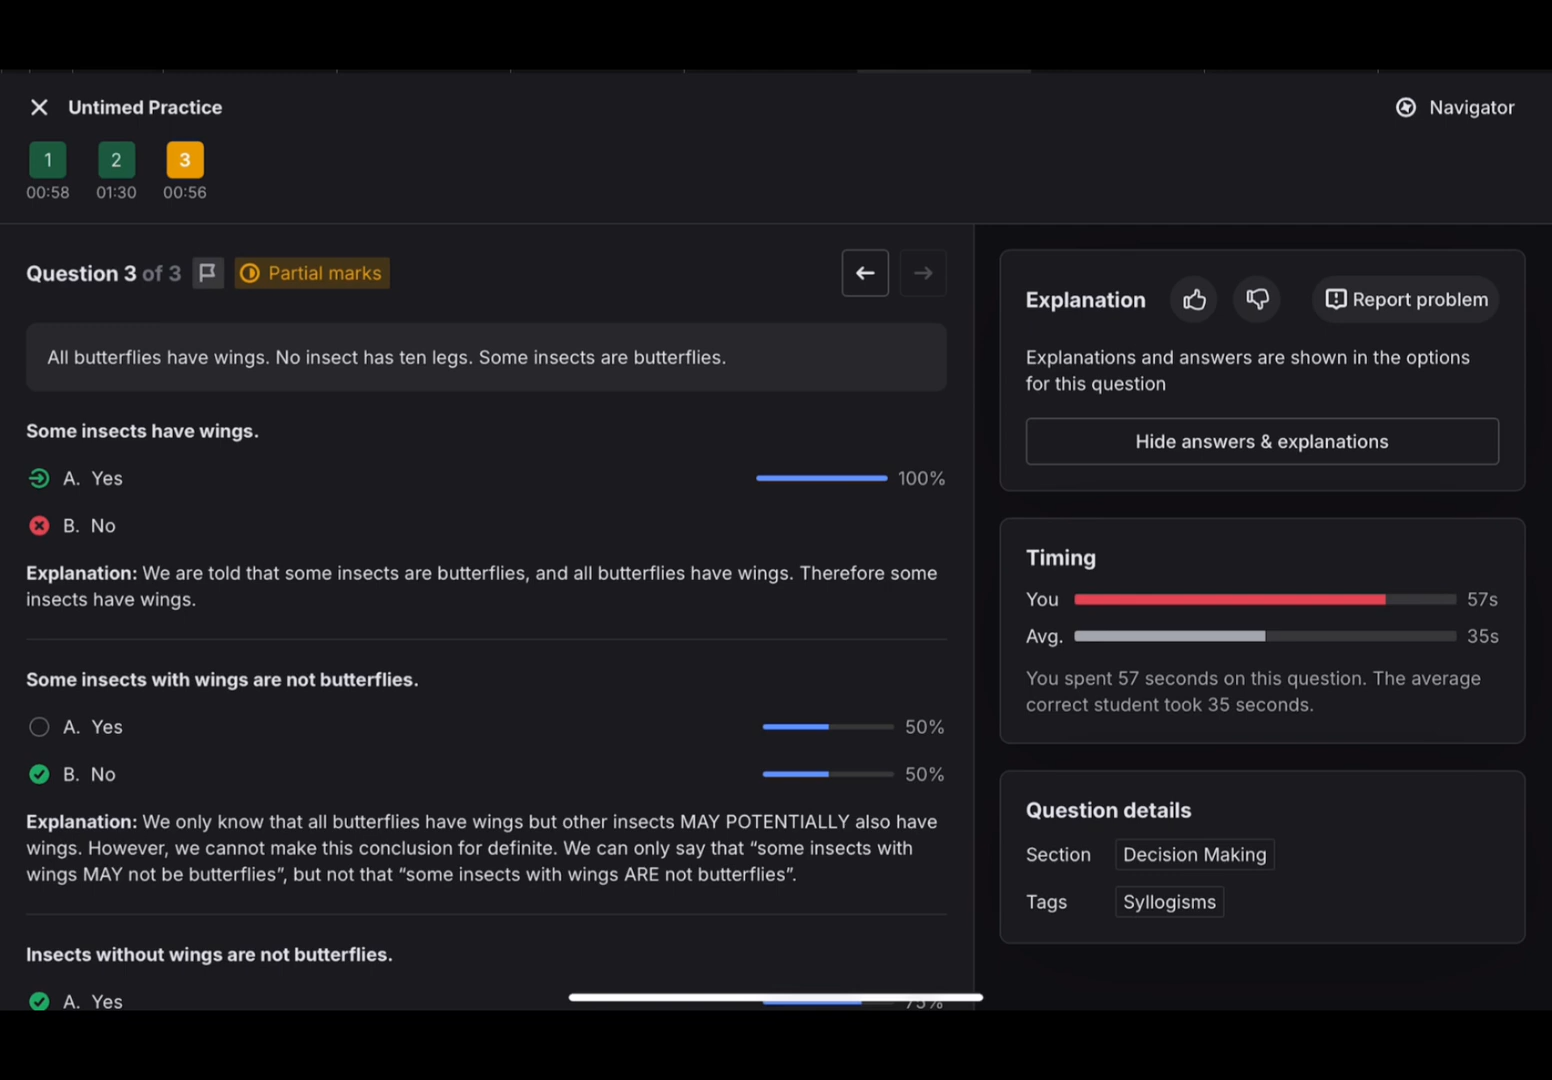 Untimed Practice
Navigator
1 2 3
00:58 01:30 00:56
Question 3 of 3 Partial marks
All butterflies have wings. No insect has ten legs. Some insects are butterflies.
Some insects have wings.
A. Yes 100%
B. No
Explanation: We are told that some insects are butterflies, and all butterflies have wings. Therefore some
insects have wings.
Some insects with wings are not butterflies.
A. Yes 50%
B. No 50%
Explanation: We only know that all butterflies have wings but other insects MAY POTENTIALLY also have
wings. However, we cannot make this conclusion for definite. We can only say that “some insects with
wings MAY not be butterflies”, but not that “some insects with wings ARE not butterflies”.
Insects without wings are not butterflies.
A. Yes 75%
Explanation Report problem
Explanations and answers are shown in the options
for this question
Hide answers & explanations
Timing
You 57s
Avg. 35s
You spent 57 seconds on this question. The average
correct student took 35 seconds.
Question details
Section Decision Making
Tags Syllogisms